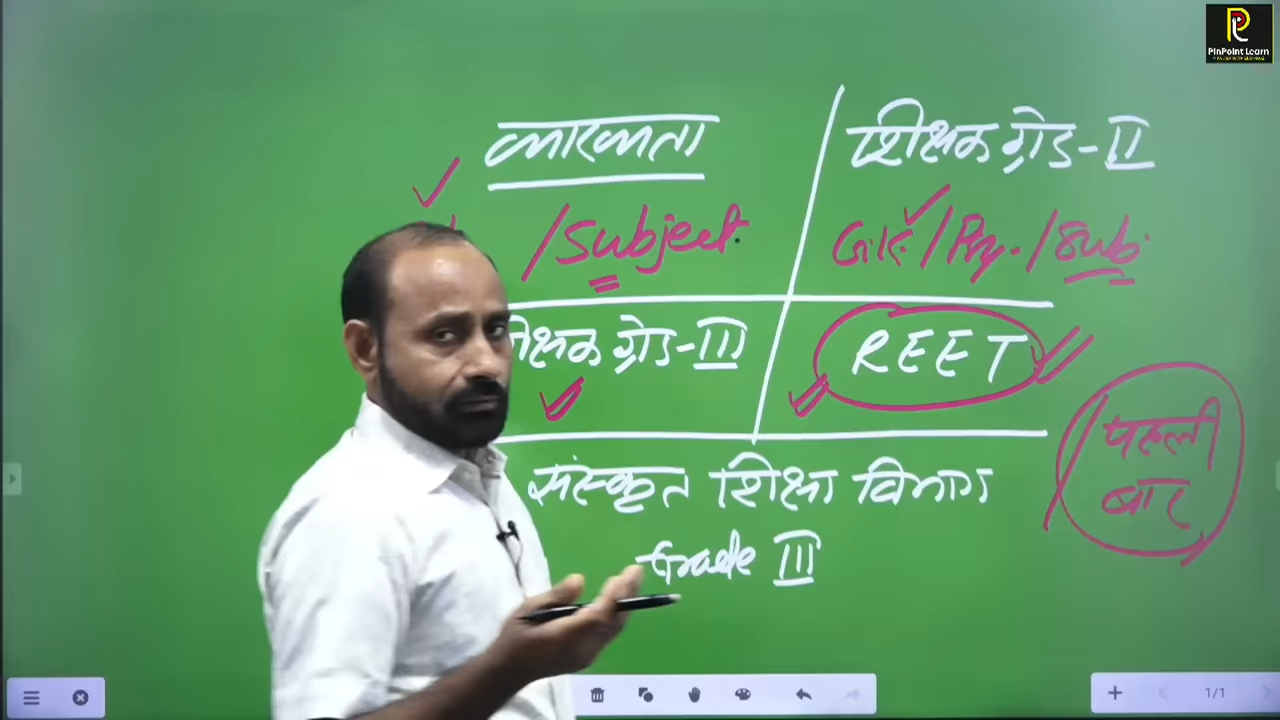 PinPoint Learn
शिक्षक ग्रेड-II
/Subject
G.K./Psy./Sub.
क्षक ग्रेड-III
REET
पहली
बार
संस्कृत शिक्षा विभाग
Grade III
1/1